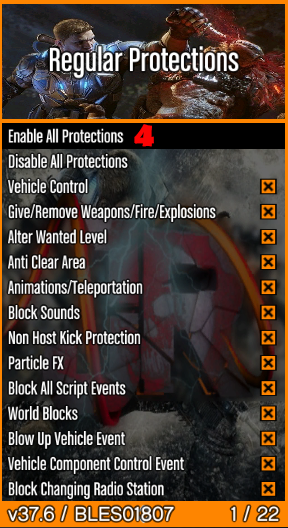 Regular Protections
Enable All Protections 4
Disable All Protections
Vehicle Control
Give/Remove Weapons/Fire/Explosions
Alter Wanted Level
Anti Clear Area
Animations/Teleportation
Block Sounds
Non Host Kick Protection
Particle FX
Block All Script Events
World Blocks
Blow Up Vehicle Event
Vehicle Component Control Event
Block Changing Radio Station
v37.6 / BLES01807 1 / 22